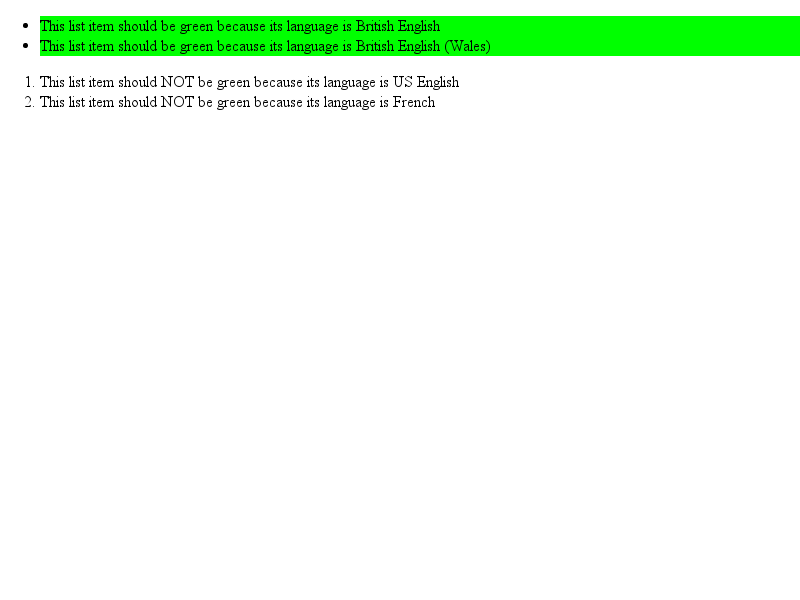 • This list item should be green because its language is British English
• This list item should be green because its language is British English (Wales)
1. This list item should NOT be green because its language is US English
2. This list item should NOT be green because its language is French